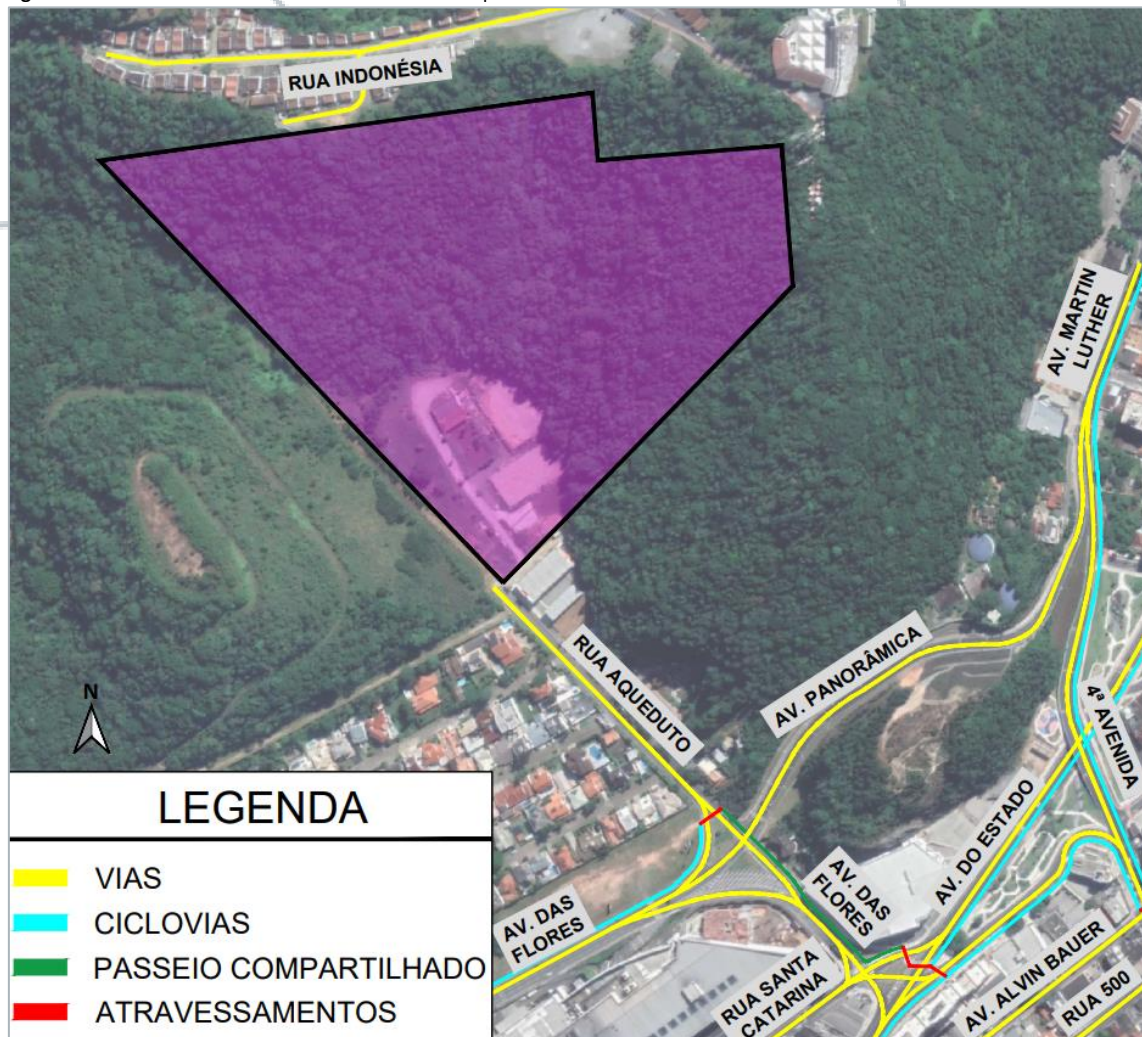 RUA INDONÉSIA
AV. MARTIN
LUTHER
RUA AQUEDUTO
AV. PANORÂMICA
4ª AVENIDA
N
AV. DO ESTADO
AV. DAS
FLORES
AV. DAS
FLORES
RUA SANTA
CATARINA
AV. ALVIN BAUER
RUA 500
LEGENDA
VIAS
CICLOVIAS
PASSEIO COMPARTILHADO
ATRAVESSAMENTOS